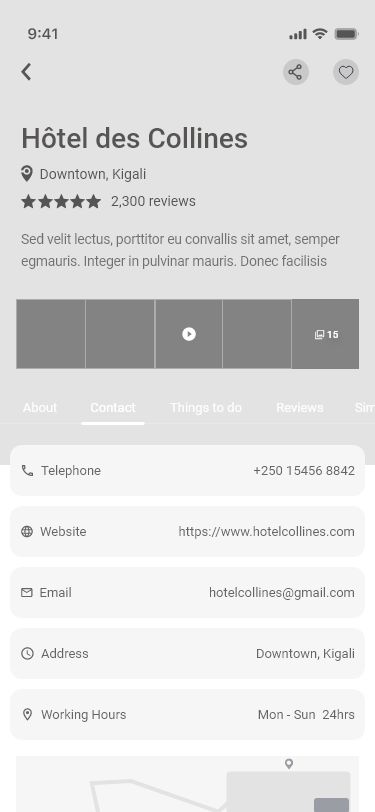 9:41
Hôtel des Collines
Downtown, Kigali
2,300 reviews
Sed velit lectus, porttitor eu convallis sit amet, semper
egmauris. Integer in pulvinar mauris. Donec facilisis
15
About Contact Things to do Reviews Sim
Telephone +250 15456 8842
Website https://www.hotelcollines.com
Email hotelcollines@gmail.com
Address Downtown, Kigali
Working Hours Mon - Sun 24hrs